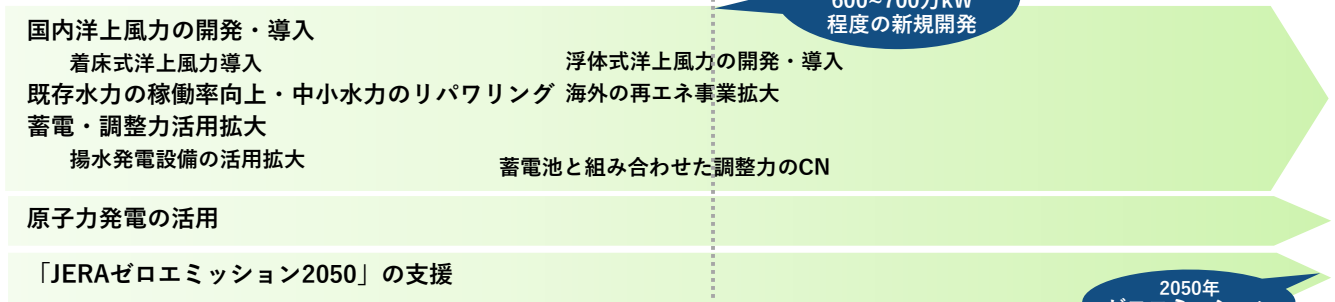 600~700万kW
程度の新規開発
国内洋上風力の開発・導入
着床式洋上風力導入
浮体式洋上風力の開発・導入
既存水力の稼働率向上・中小水力のリパワリング
海外の再エネ事業拡大
蓄電・調整力活用拡大
揚水発電設備の活用拡大
蓄電池と組み合わせた調整力のCN
原子力発電の活用
「JERAゼロエミッション2050」の支援
2050年